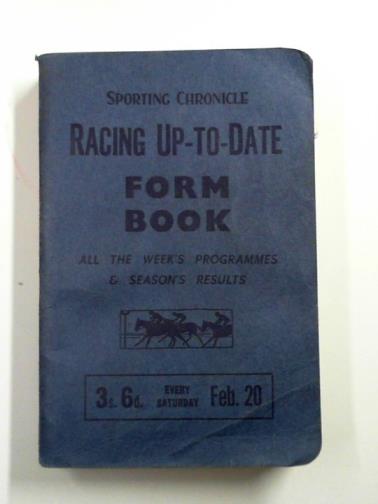 SPORTING CHRONICLE
RACING UP-TO-DATE
FORM
BOOK
ALL THE WEEK'S PROGRAMMES
& SEASON'S RESULTS
3s. 6d. EVERY SATURDAY Feb. 20